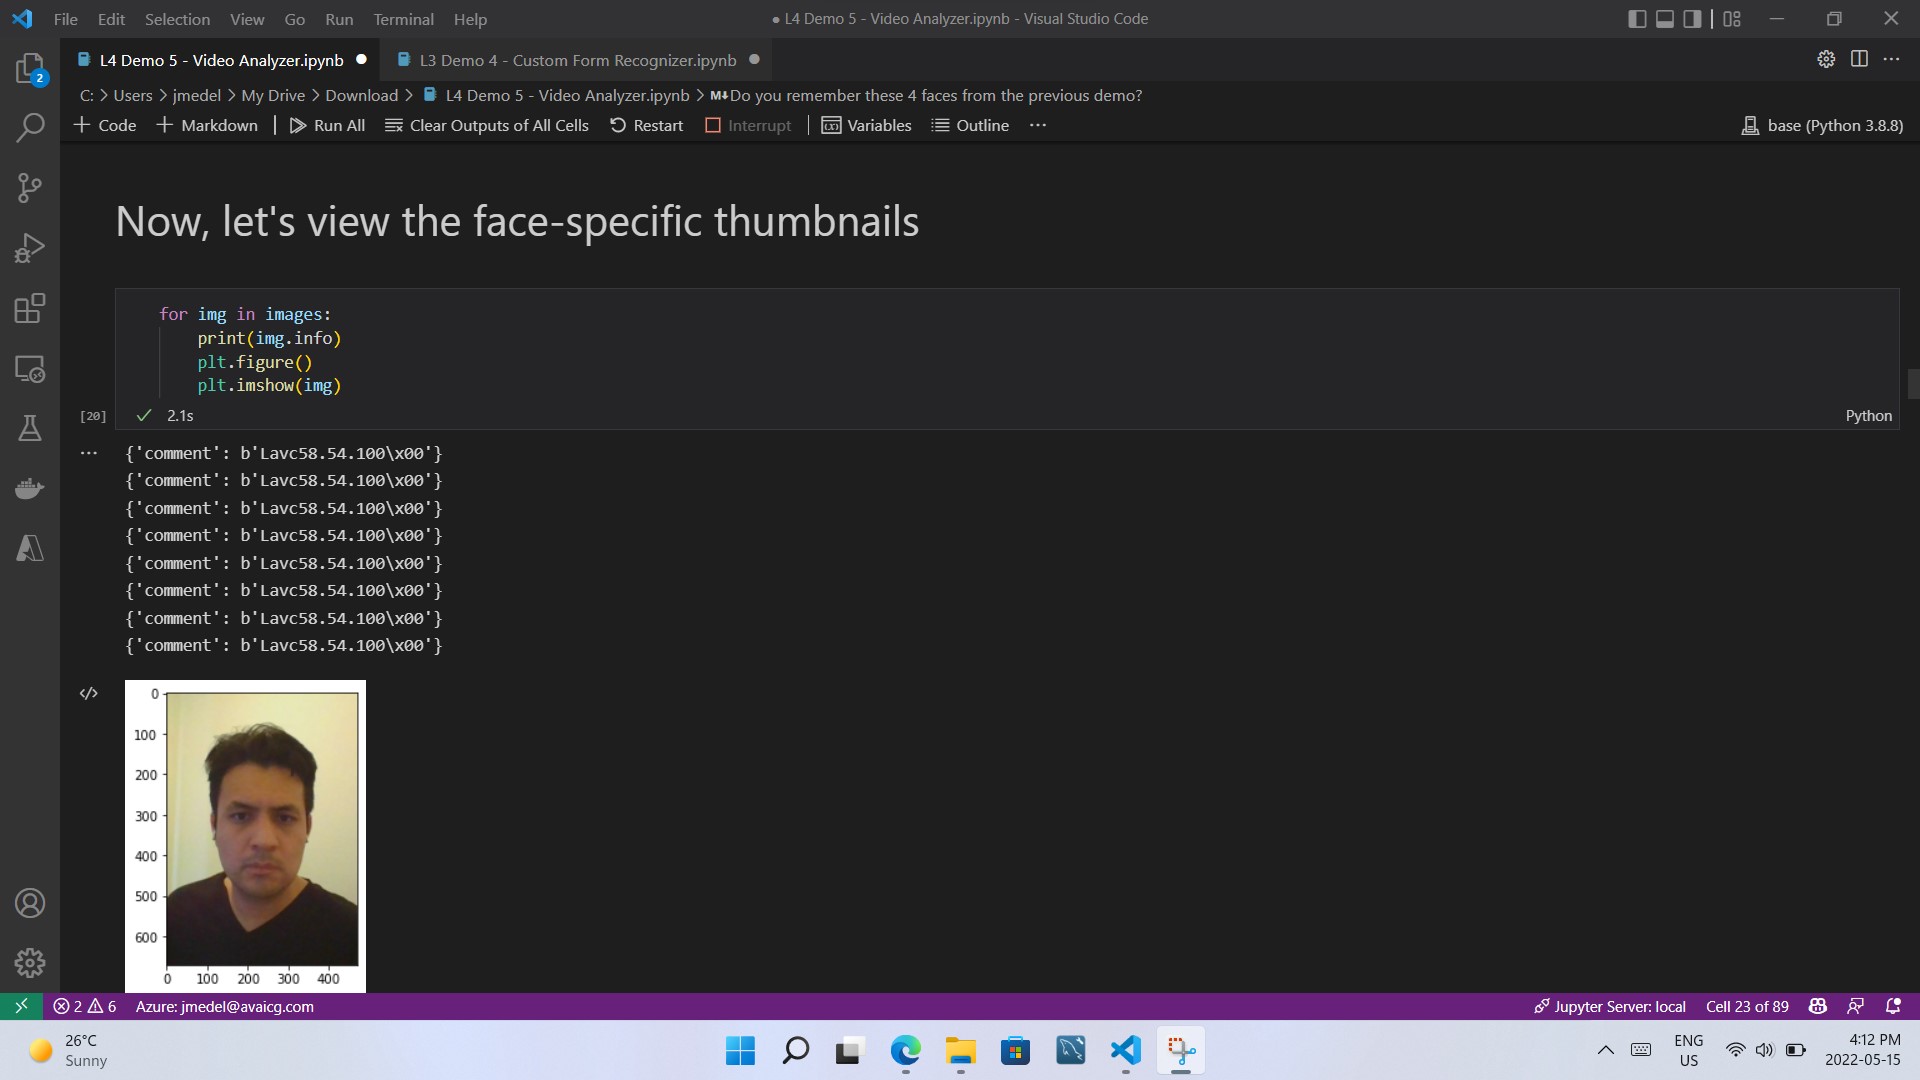 File Edit Selection View Go Run Terminal Help
● L4 Demo 5 - Video Analyzer.ipynb - Visual Studio Code
L4 Demo 5 - Video Analyzer.ipynb ●
L3 Demo 4 - Custom Form Recognizer.ipynb ●
2
C: > Users > jmedel > My Drive > Download > L4 Demo 5 - Video Analyzer.ipynb > M↓Do you remember these 4 faces from the previous demo?
+ Code + Markdown | Run All Clear Outputs of All Cells Restart Interrupt | Variables Outline ···
base (Python 3.8.8)
Now, let's view the face-specific thumbnails
for img in images:
    print(img.info)
    plt.figure()
    plt.imshow(img)
[20] ✓ 2.1s
Python
{'comment': b'Lavc58.54.100\x00'}
{'comment': b'Lavc58.54.100\x00'}
{'comment': b'Lavc58.54.100\x00'}
{'comment': b'Lavc58.54.100\x00'}
{'comment': b'Lavc58.54.100\x00'}
{'comment': b'Lavc58.54.100\x00'}
{'comment': b'Lavc58.54.100\x00'}
{'comment': b'Lavc58.54.100\x00'}
0
100
200
300
400
500
600
0 100 200 300 400
2 6 Azure: jmedel@avaicg.com
Jupyter Server: local Cell 23 of 89
26°C
Sunny
ENG
US
4:12 PM
2022-05-15